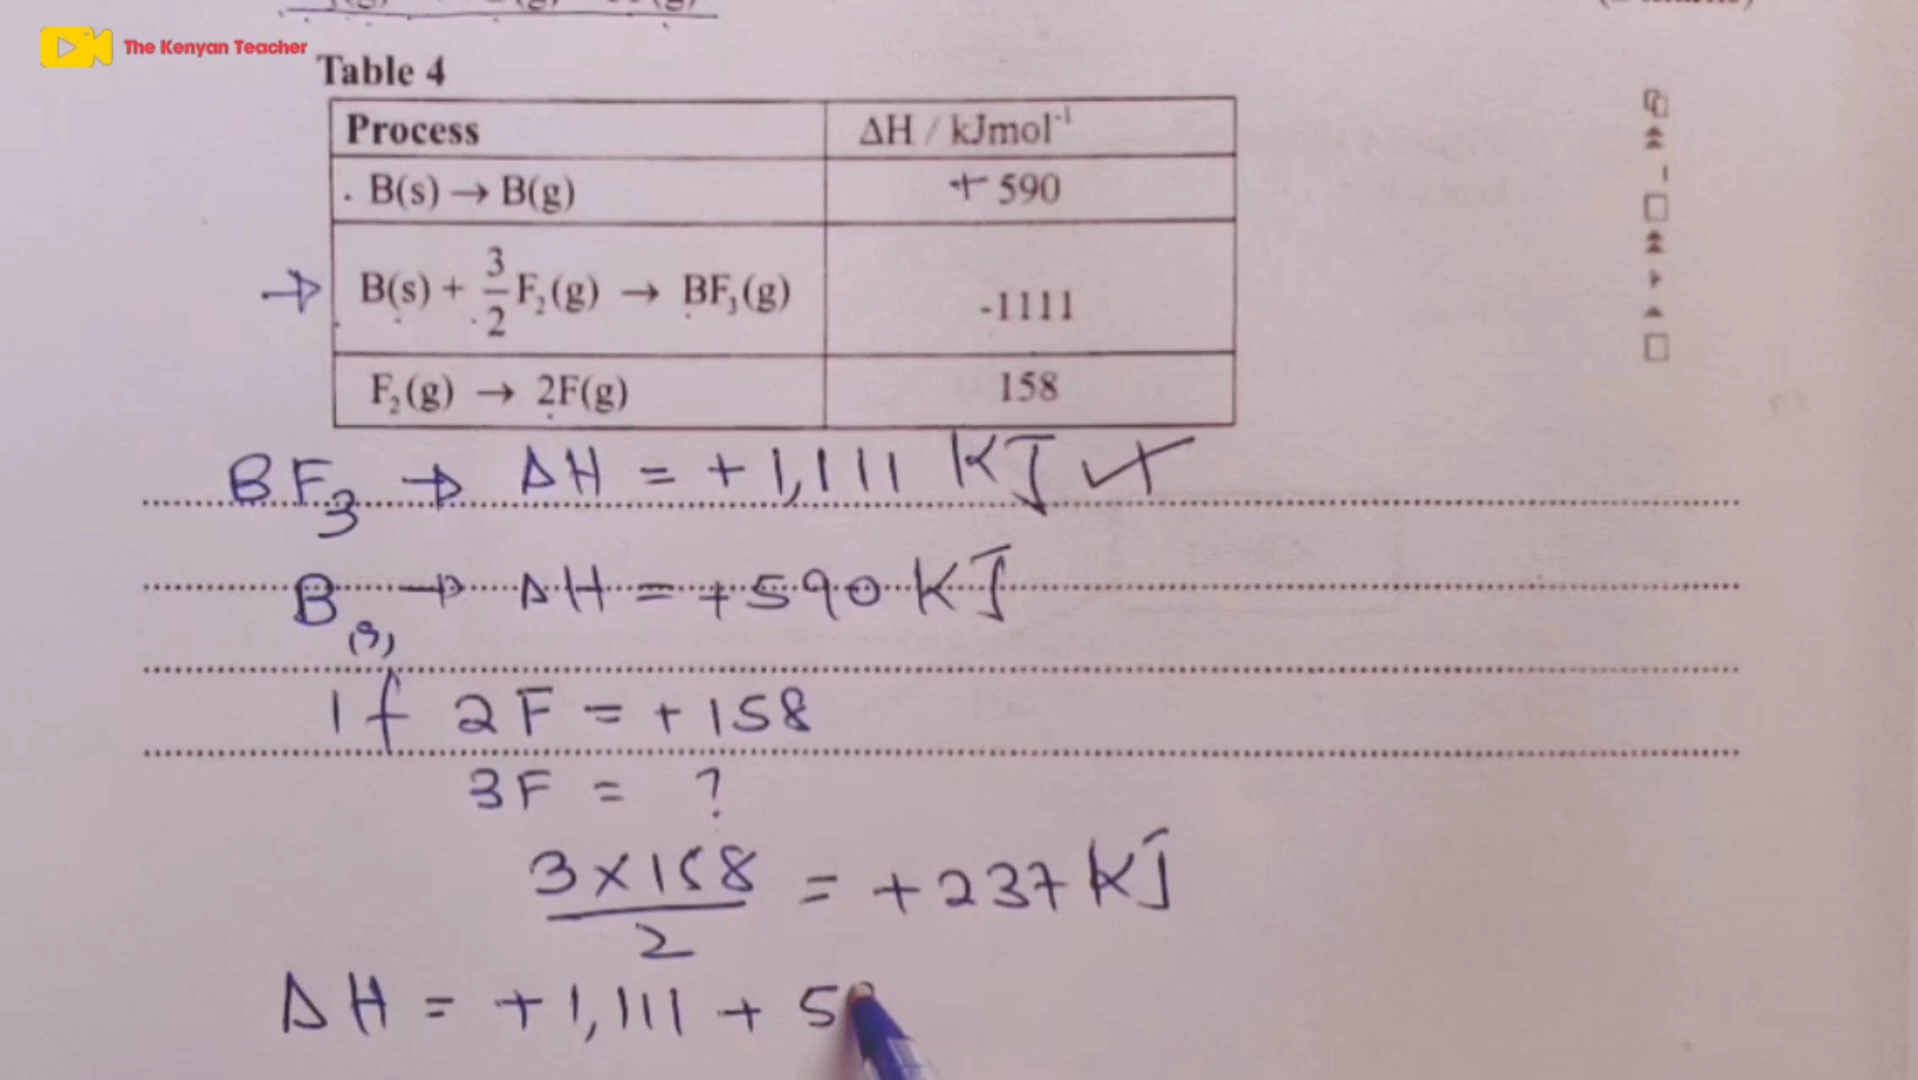 The Kenyan Teacher
Table 4
Process ΔH / kJmol⁻¹
. B(s) → B(g) + 590
→ B(s) + 3/2 F₂(g) → BF₃(g) -1111
F₂(g) → 2F(g) 158
BF₃ → ΔH = +1,111 KJ ✓
B(g) → ΔH = +590 KJ
If 2F = +158
3F = ?
3 × 158 / 2 = +237 KJ
ΔH = +1,111 + 5